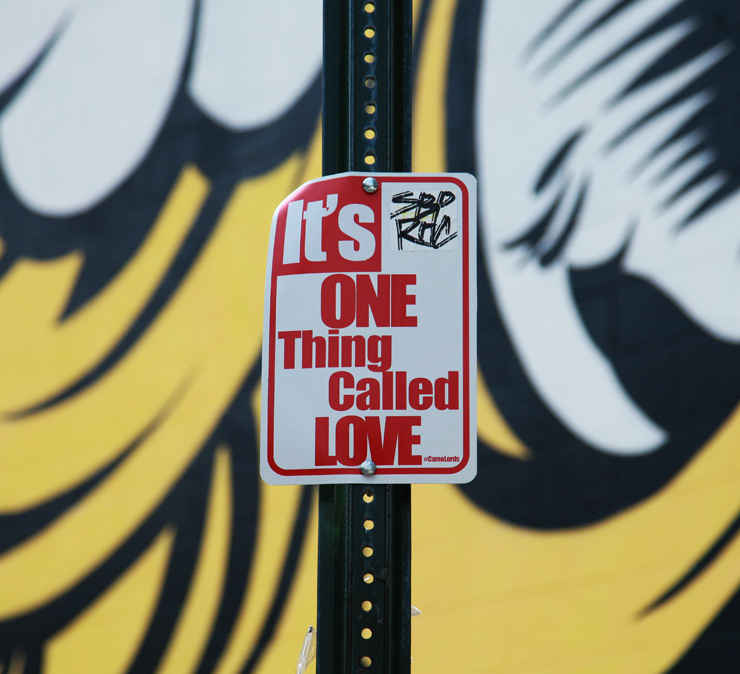 It's
ONE
Thing
Called
LOVE
#CamoLords